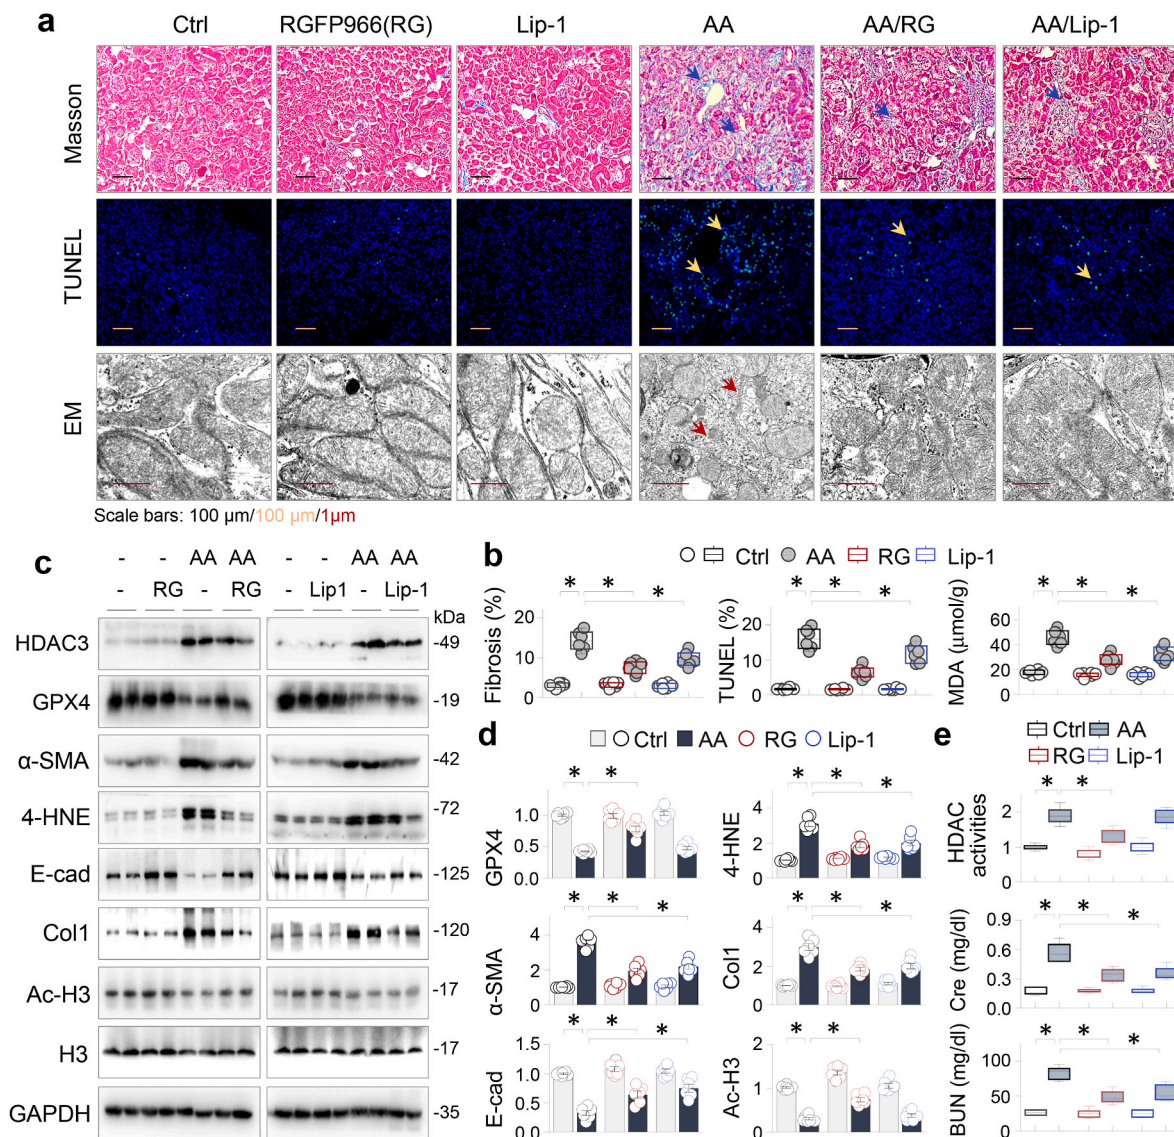 a
Ctrl RGFP966(RG) Lip-1 AA AA/RG AA/Lip-1
Masson
TUNEL
EM
Scale bars: 100 µm/100 µm/1µm
c
- - AA AA - - AA AA
- RG - RG - Lip1 - Lip-1
kDa
HDAC3 -49
GPX4 -19
α-SMA -42
4-HNE -72
E-cad -125
Col1 -120
Ac-H3 -17
H3 -17
GAPDH -35
b
Ctrl AA RG Lip-1
Fibrosis (%)
20
10
0
* * *
TUNEL (%)
20
10
0
* * *
MDA (µmol/g)
60
40
20
0
* * *
d
Ctrl AA RG Lip-1
GPX4
1.0
0.5
0.0
* *
4-HNE
4
2
0
* * *
α-SMA
4
2
0
* * *
Col1
4
2
0
* * *
E-cad
1.0
0.5
0.0
* * *
Ac-H3
2
1
0
* *
e
Ctrl AA
RG Lip-1
HDAC activities
2
1
0
* *
Cre (mg/dl)
0.9
0.6
0.3
0.0
* * *
BUN (mg/dl)
100
50
0
* * *